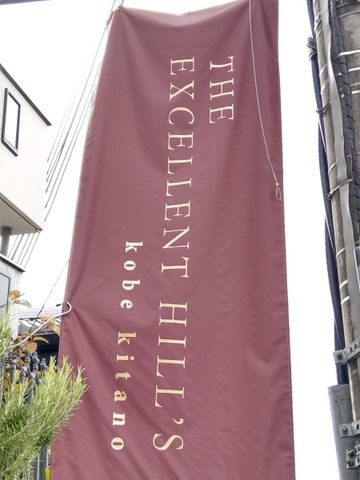 THE
EXCELLENT HILL'S
kobe kitano